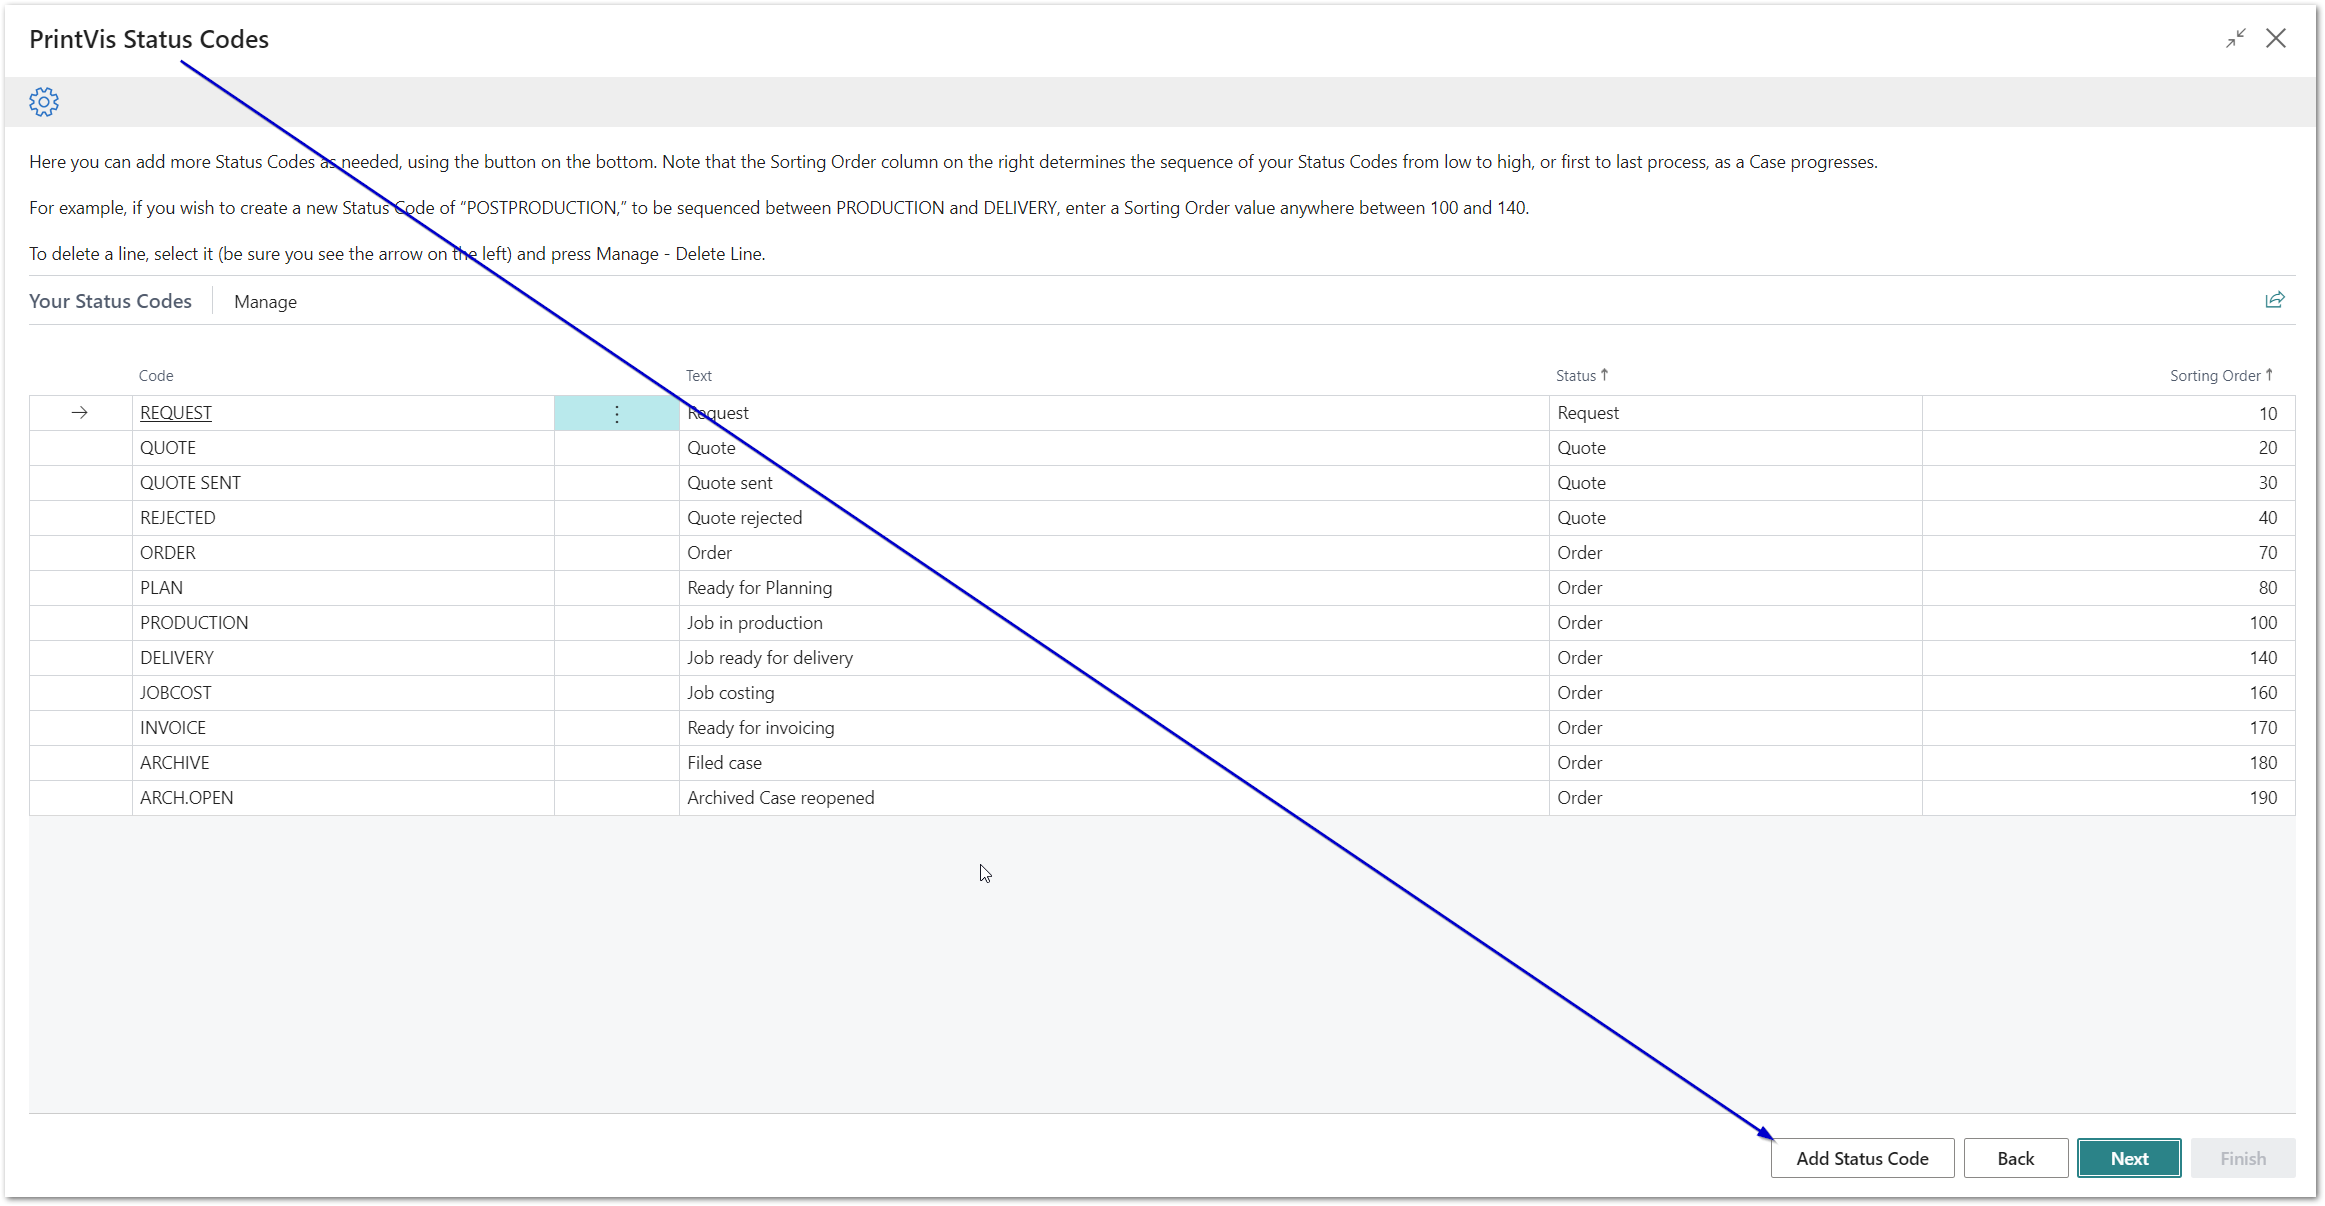 PrintVis Status Codes
Here you can add more Status Codes as needed, using the button on the bottom. Note that the Sorting Order column on the right determines the sequence of your Status Codes from low to high, or first to last process, as a Case progresses.
For example, if you wish to create a new Status Code of “POSTPRODUCTION,” to be sequenced between PRODUCTION and DELIVERY, enter a Sorting Order value anywhere between 100 and 140.
To delete a line, select it (be sure you see the arrow on the left) and press Manage - Delete Line.
Your Status Codes Manage
Code Text Status Sorting Order
REQUEST Request Request 10
QUOTE Quote Quote 20
QUOTE SENT Quote sent Quote 30
REJECTED Quote rejected Quote 40
ORDER Order Order 70
PLAN Ready for Planning Order 80
PRODUCTION Job in production Order 100
DELIVERY Job ready for delivery Order 140
JOBCOST Job costing Order 160
INVOICE Ready for invoicing Order 170
ARCHIVE Filed case Order 180
ARCH.OPEN Archived Case reopened Order 190
Add Status Code Back Next Finish